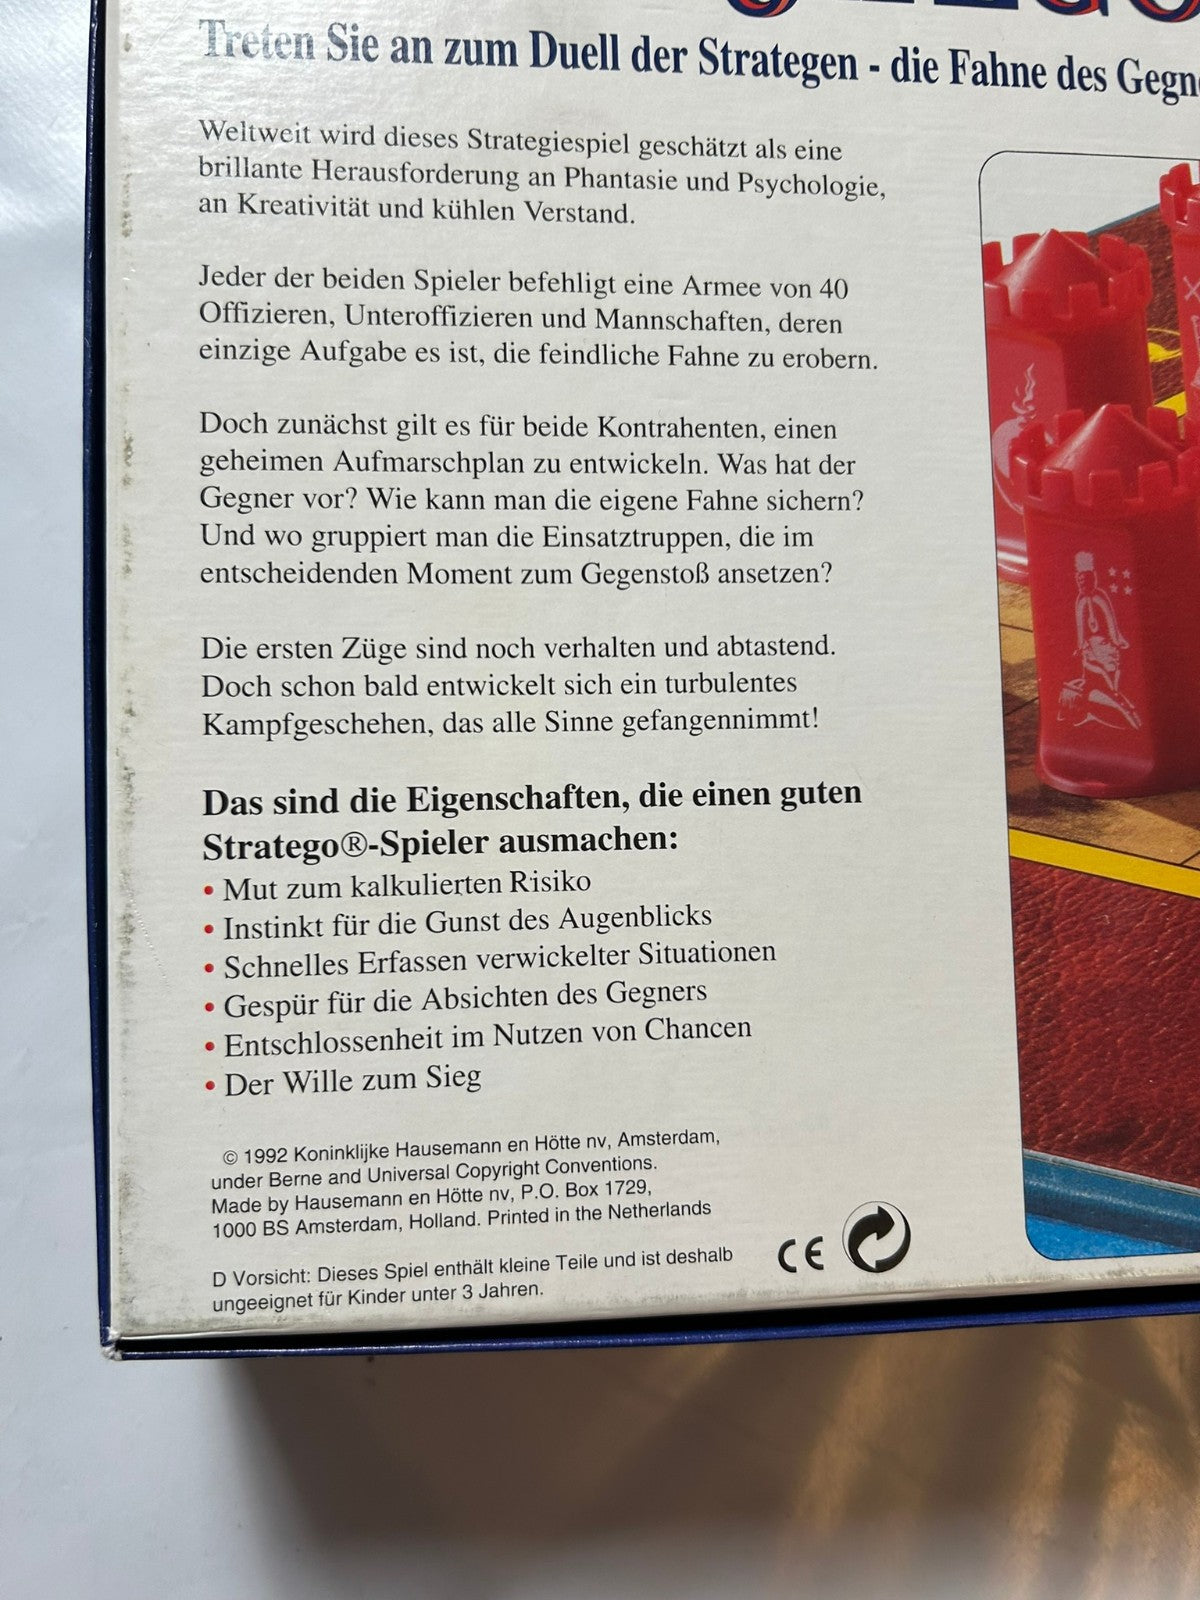 Treten Sie an zum Duell der Strategen - die Fahne des
Weltweit wird dieses Strategiespiel geschätzt als eine
brillante Herausforderung an Phantasie und Psychologie,
an Kreativität und kühlen Verstand.
Jeder der beiden Spieler befehligt eine Armee von 40
Offizieren, Unteroffizieren und Mannschaften, deren
einzige Aufgabe es ist, die feindliche Fahne zu erobern.
Doch zunächst gilt es für beide Kontrahenten, einen
geheimen Aufmarschplan zu entwickeln. Was hat der
Gegner vor? Wie kann man die eigene Fahne sichern?
Und wo gruppiert man die Einsatztruppen, die im
entscheidenden Moment zum Gegenstoß ansetzen?
Die ersten Züge sind noch verhalten und abtastend.
Doch schon bald entwickelt sich ein turbulentes
Kampfgeschehen, das alle Sinne gefangennimmt!
Das sind die Eigenschaften, die einen guten
Stratego®-Spieler ausmachen:
• Mut zum kalkulierten Risiko
• Instinkt für die Gunst des Augenblicks
• Schnelles Erfassen verwickelter Situationen
• Gespür für die Absichten des Gegners
• Entschlossenheit im Nutzen von Chancen
• Der Wille zum Sieg
© 1992 Koninklijke Hausemann en Hötte nv, Amsterdam,
under Berne and Universal Copyright Conventions.
Made by Hausemann en Hötte nv, P.O. Box 1729,
1000 BS Amsterdam, Holland. Printed in the Netherlands
D Vorsicht: Dieses Spiel enthält kleine Teile und ist deshalb
ungeeignet für Kinder unter 3 Jahren.
CE